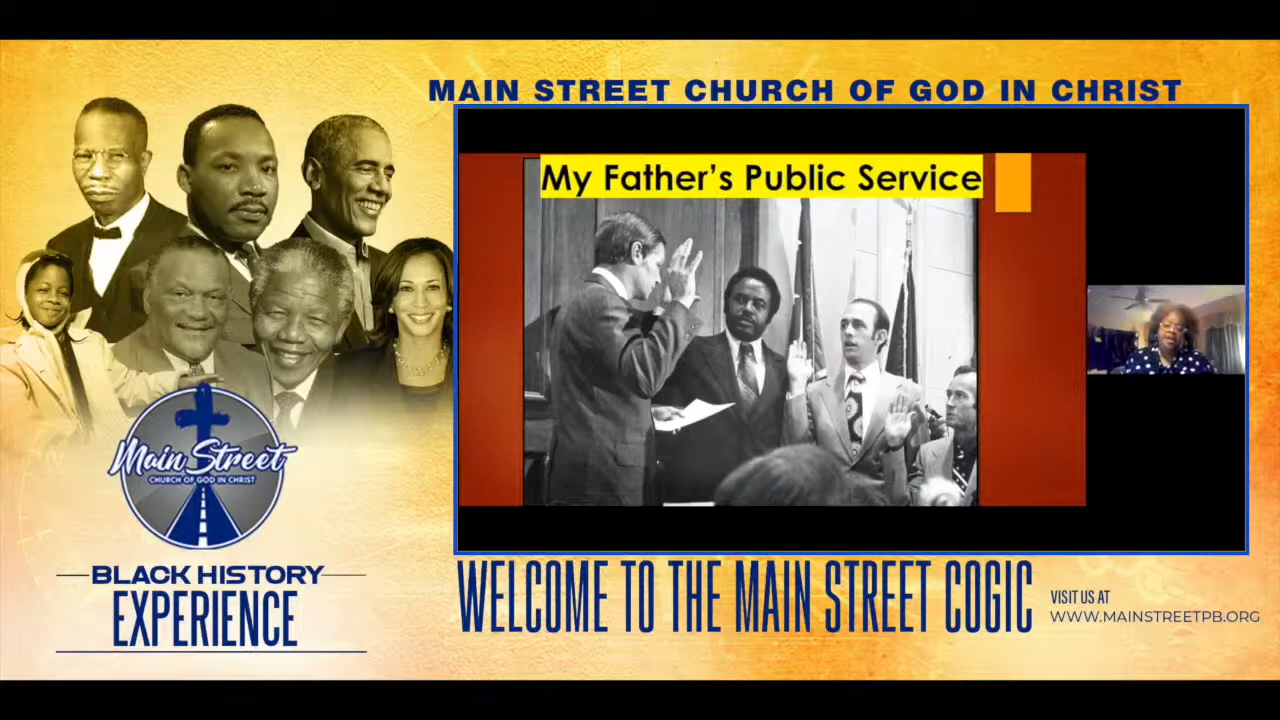 MAIN STREET CHURCH OF GOD IN CHRIST
My Father's Public Service
Main Street
CHURCH OF GOD IN CHRIST
BLACK HISTORY
EXPERIENCE
WELCOME TO THE MAIN STREET COGIC
VISIT US AT
WWW.MAINSTREETPB.ORG